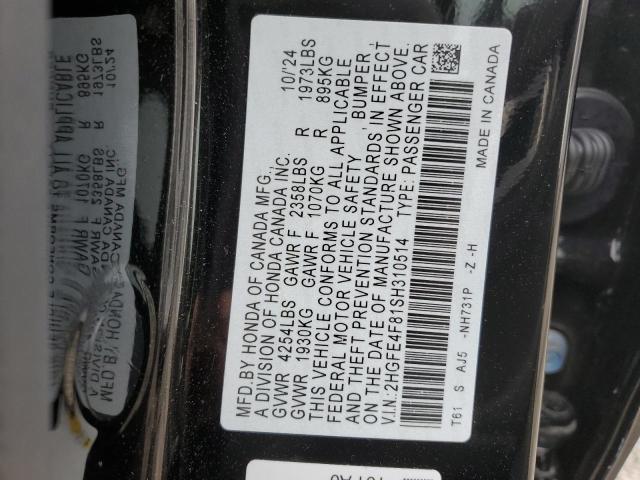 MFD.BY HONDA OF CANADA MFG.,
A DIVISION OF HONDA CANADA INC. 10/24
GVWR 4254LBS GAWR F 2358LBS R 1973LBS
GVWR 1930KG GAWR F 1070KG R 895KG
THIS VEHICLE CONFORMS TO ALL APPLICABLE
FEDERAL MOTOR VEHICLE SAFETY BUMPER,
AND THEFT PREVENTION STANDARDS IN EFFECT
ON THE DATE OF MANUFACTURE SHOWN ABOVE.
V.I.N:2HGFE4F81SH310514 TYPE: PASSENGER CAR
T61 S AJ5 -NH731P -Z -H
MADE IN CANADA